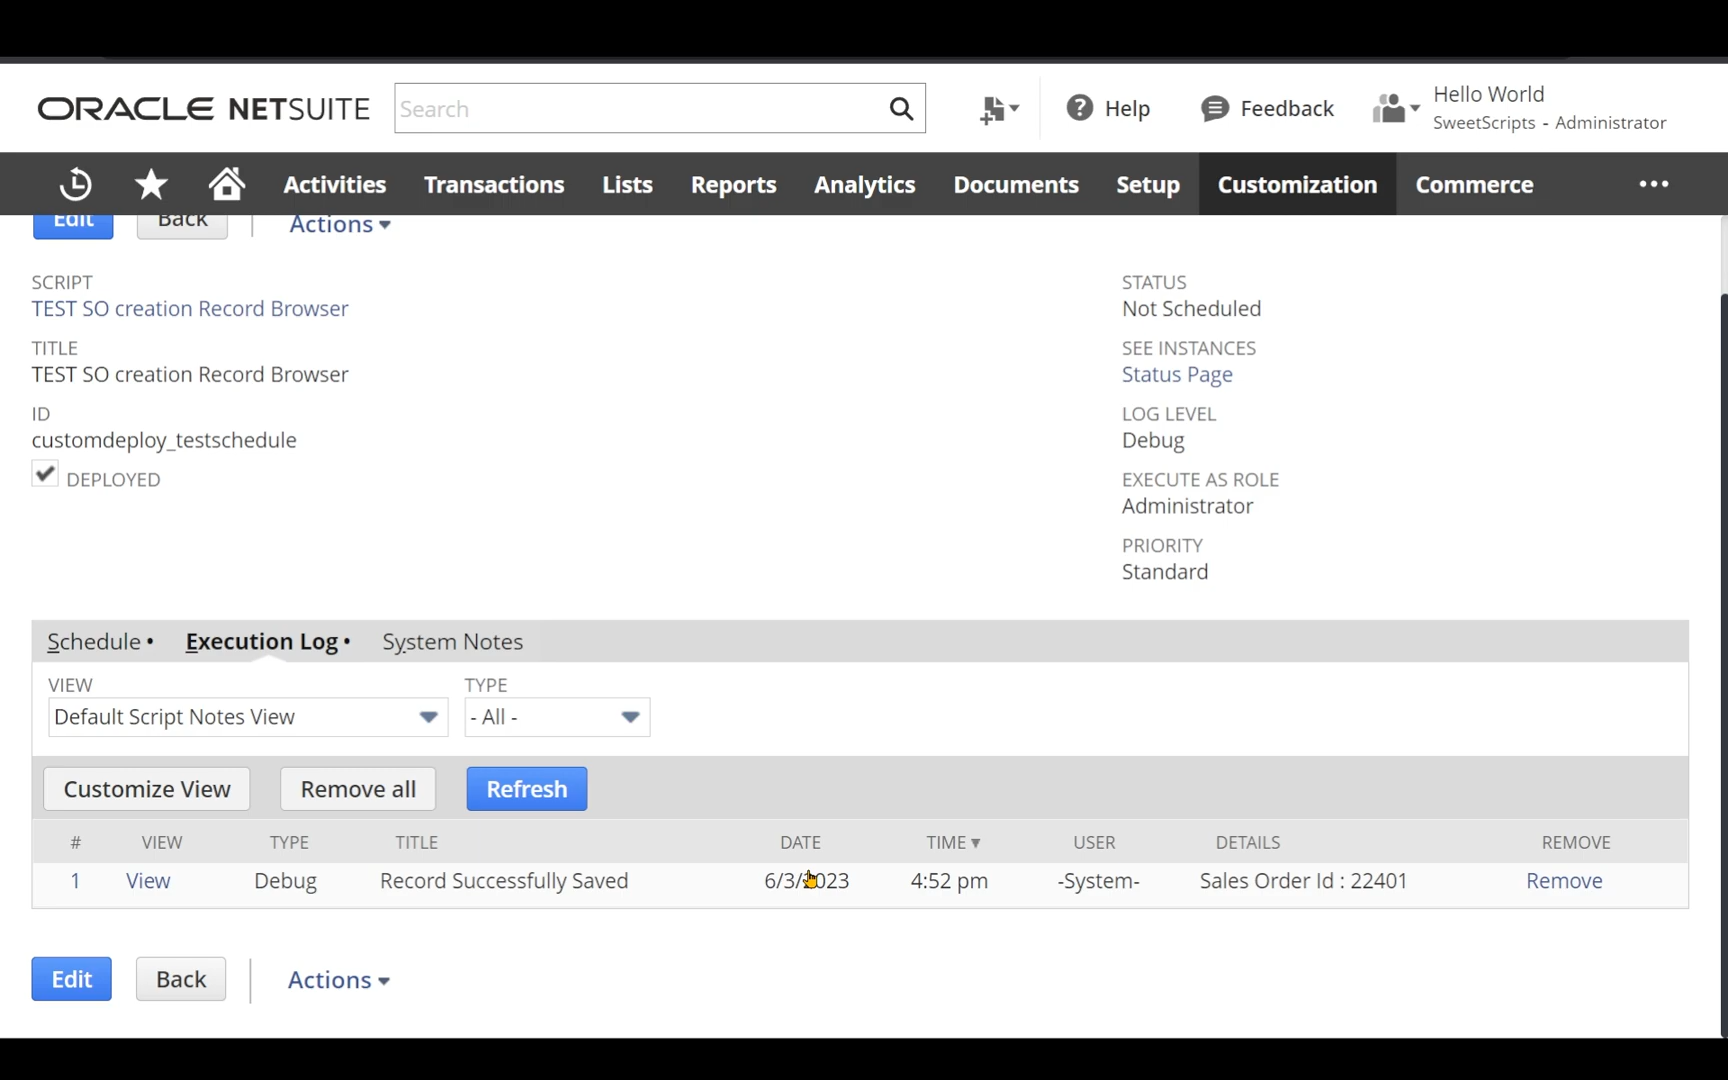 ORACLE NETSUITE Search Help Feedback Hello World
SweetScripts - Administrator
Activities Transactions Lists Reports Analytics Documents Setup Customization Commerce
Edit Back Actions
SCRIPT
TEST SO creation Record Browser
TITLE
TEST SO creation Record Browser
ID
customdeploy_testschedule
DEPLOYED
STATUS
Not Scheduled
SEE INSTANCES
Status Page
LOG LEVEL
Debug
EXECUTE AS ROLE
Administrator
PRIORITY
Standard
Schedule • Execution Log • System Notes
VIEW TYPE
Default Script Notes View - All -
Customize View Remove all Refresh
# VIEW TYPE TITLE DATE TIME ▼ USER DETAILS REMOVE
1 View Debug Record Successfully Saved 6/3/2023 4:52 pm -System- Sales Order Id : 22401 Remove
Edit Back Actions